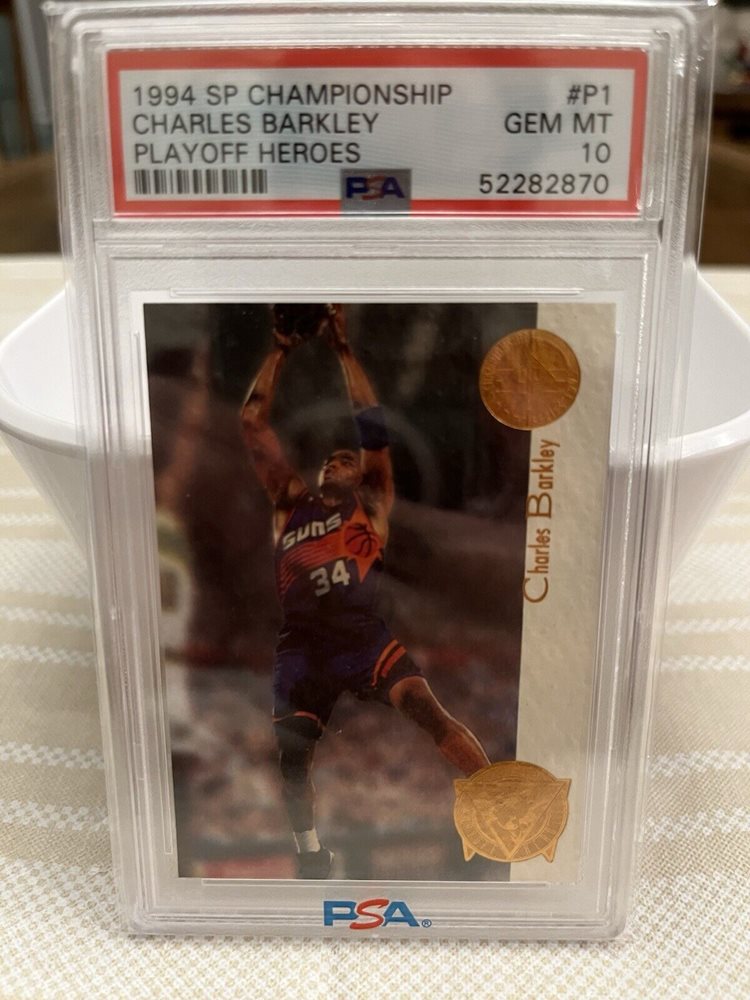 1994 SP CHAMPIONSHIP #P1
CHARLES BARKLEY GEM MT
PLAYOFF HEROES 10
PSA 52282870
Charles Barkley
SUNS
34
PSA®